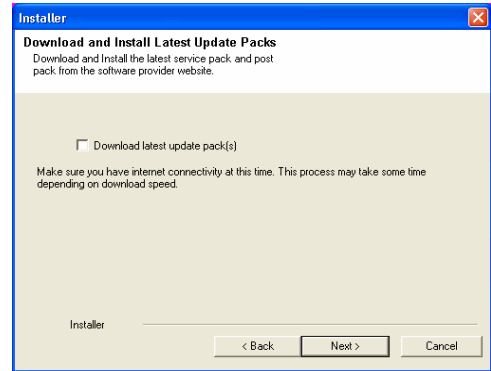 Installer
Download and Install Latest Update Packs
Download and Install the latest service pack and post
pack from the software provider website.
Download latest update pack(s)
Make sure you have internet connectivity at this time. This process may take some time
depending on download speed.
Installer
< Back
Next >
Cancel